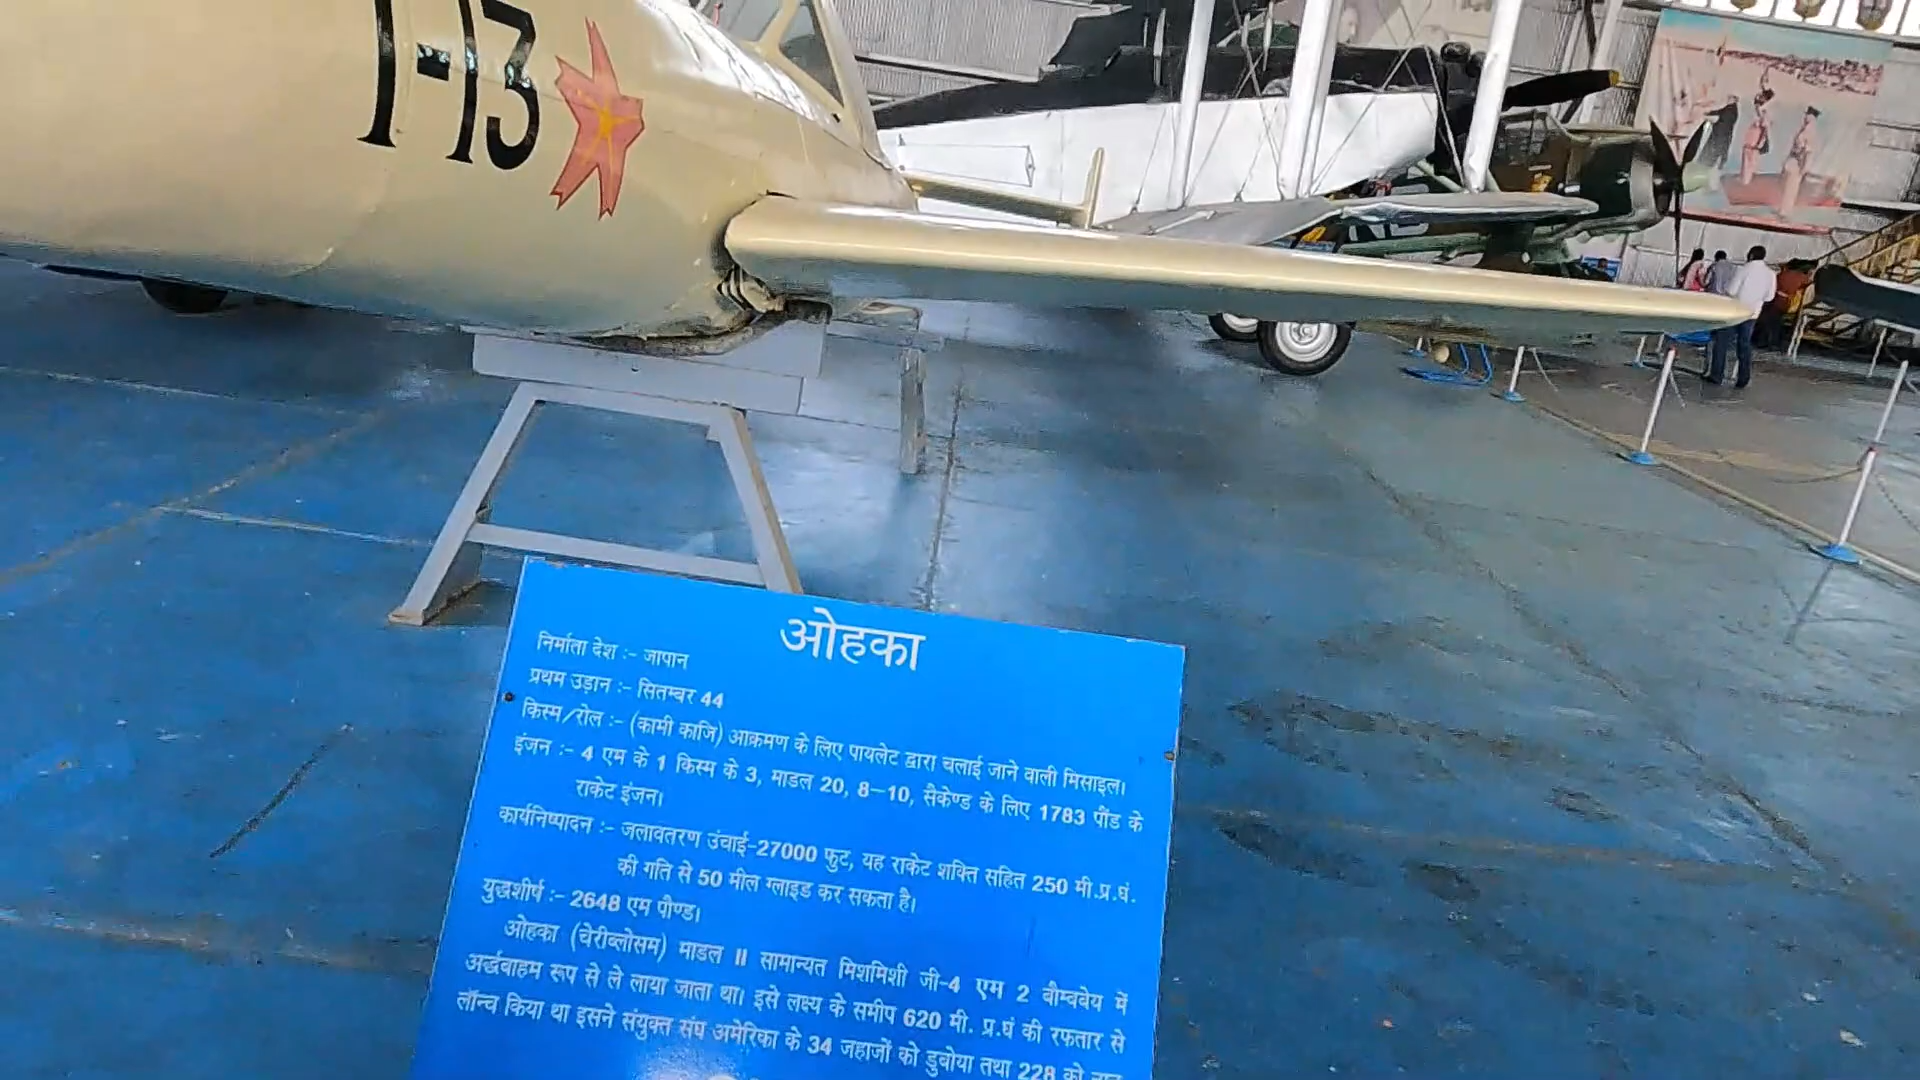 I-13
ओहका
निर्माता देश :- जापान
प्रथम उड़ान :- सितम्बर 44
किस्म/रोल :- (कामी काजि) आक्रमण के लिए पायलेट द्वारा चलाई जाने वाली मिसाइल।
इंजन :- 4 एम के 1 किस्म के 3, माडल 20, 8-10, सैकेण्ड के लिए 1783 पौंड के
राकेट इंजन।
कार्यनिष्पादन :- जलावतरण उंचाई-27000 फुट, यह राकेट शक्ति सहित 250 मी.प्र.घं.
की गति से 50 मील ग्लाइड कर सकता है।
युद्धशीर्ष :- 2648 एम पौण्ड।
ओहका (चेरीब्लोसम) माडल II सामान्यत मिशमिशी जी-4 एम 2 बौम्बवेय में
अर्द्धबाहम रूप से ले लाया जाता था। इसे लक्ष्य के समीप 620 मी. प्र.घं की रफतार से
लॉन्च किया था इसने संयुक्त संघ अमेरिका के 34 जहाजों को डुबोया तथा 228 को